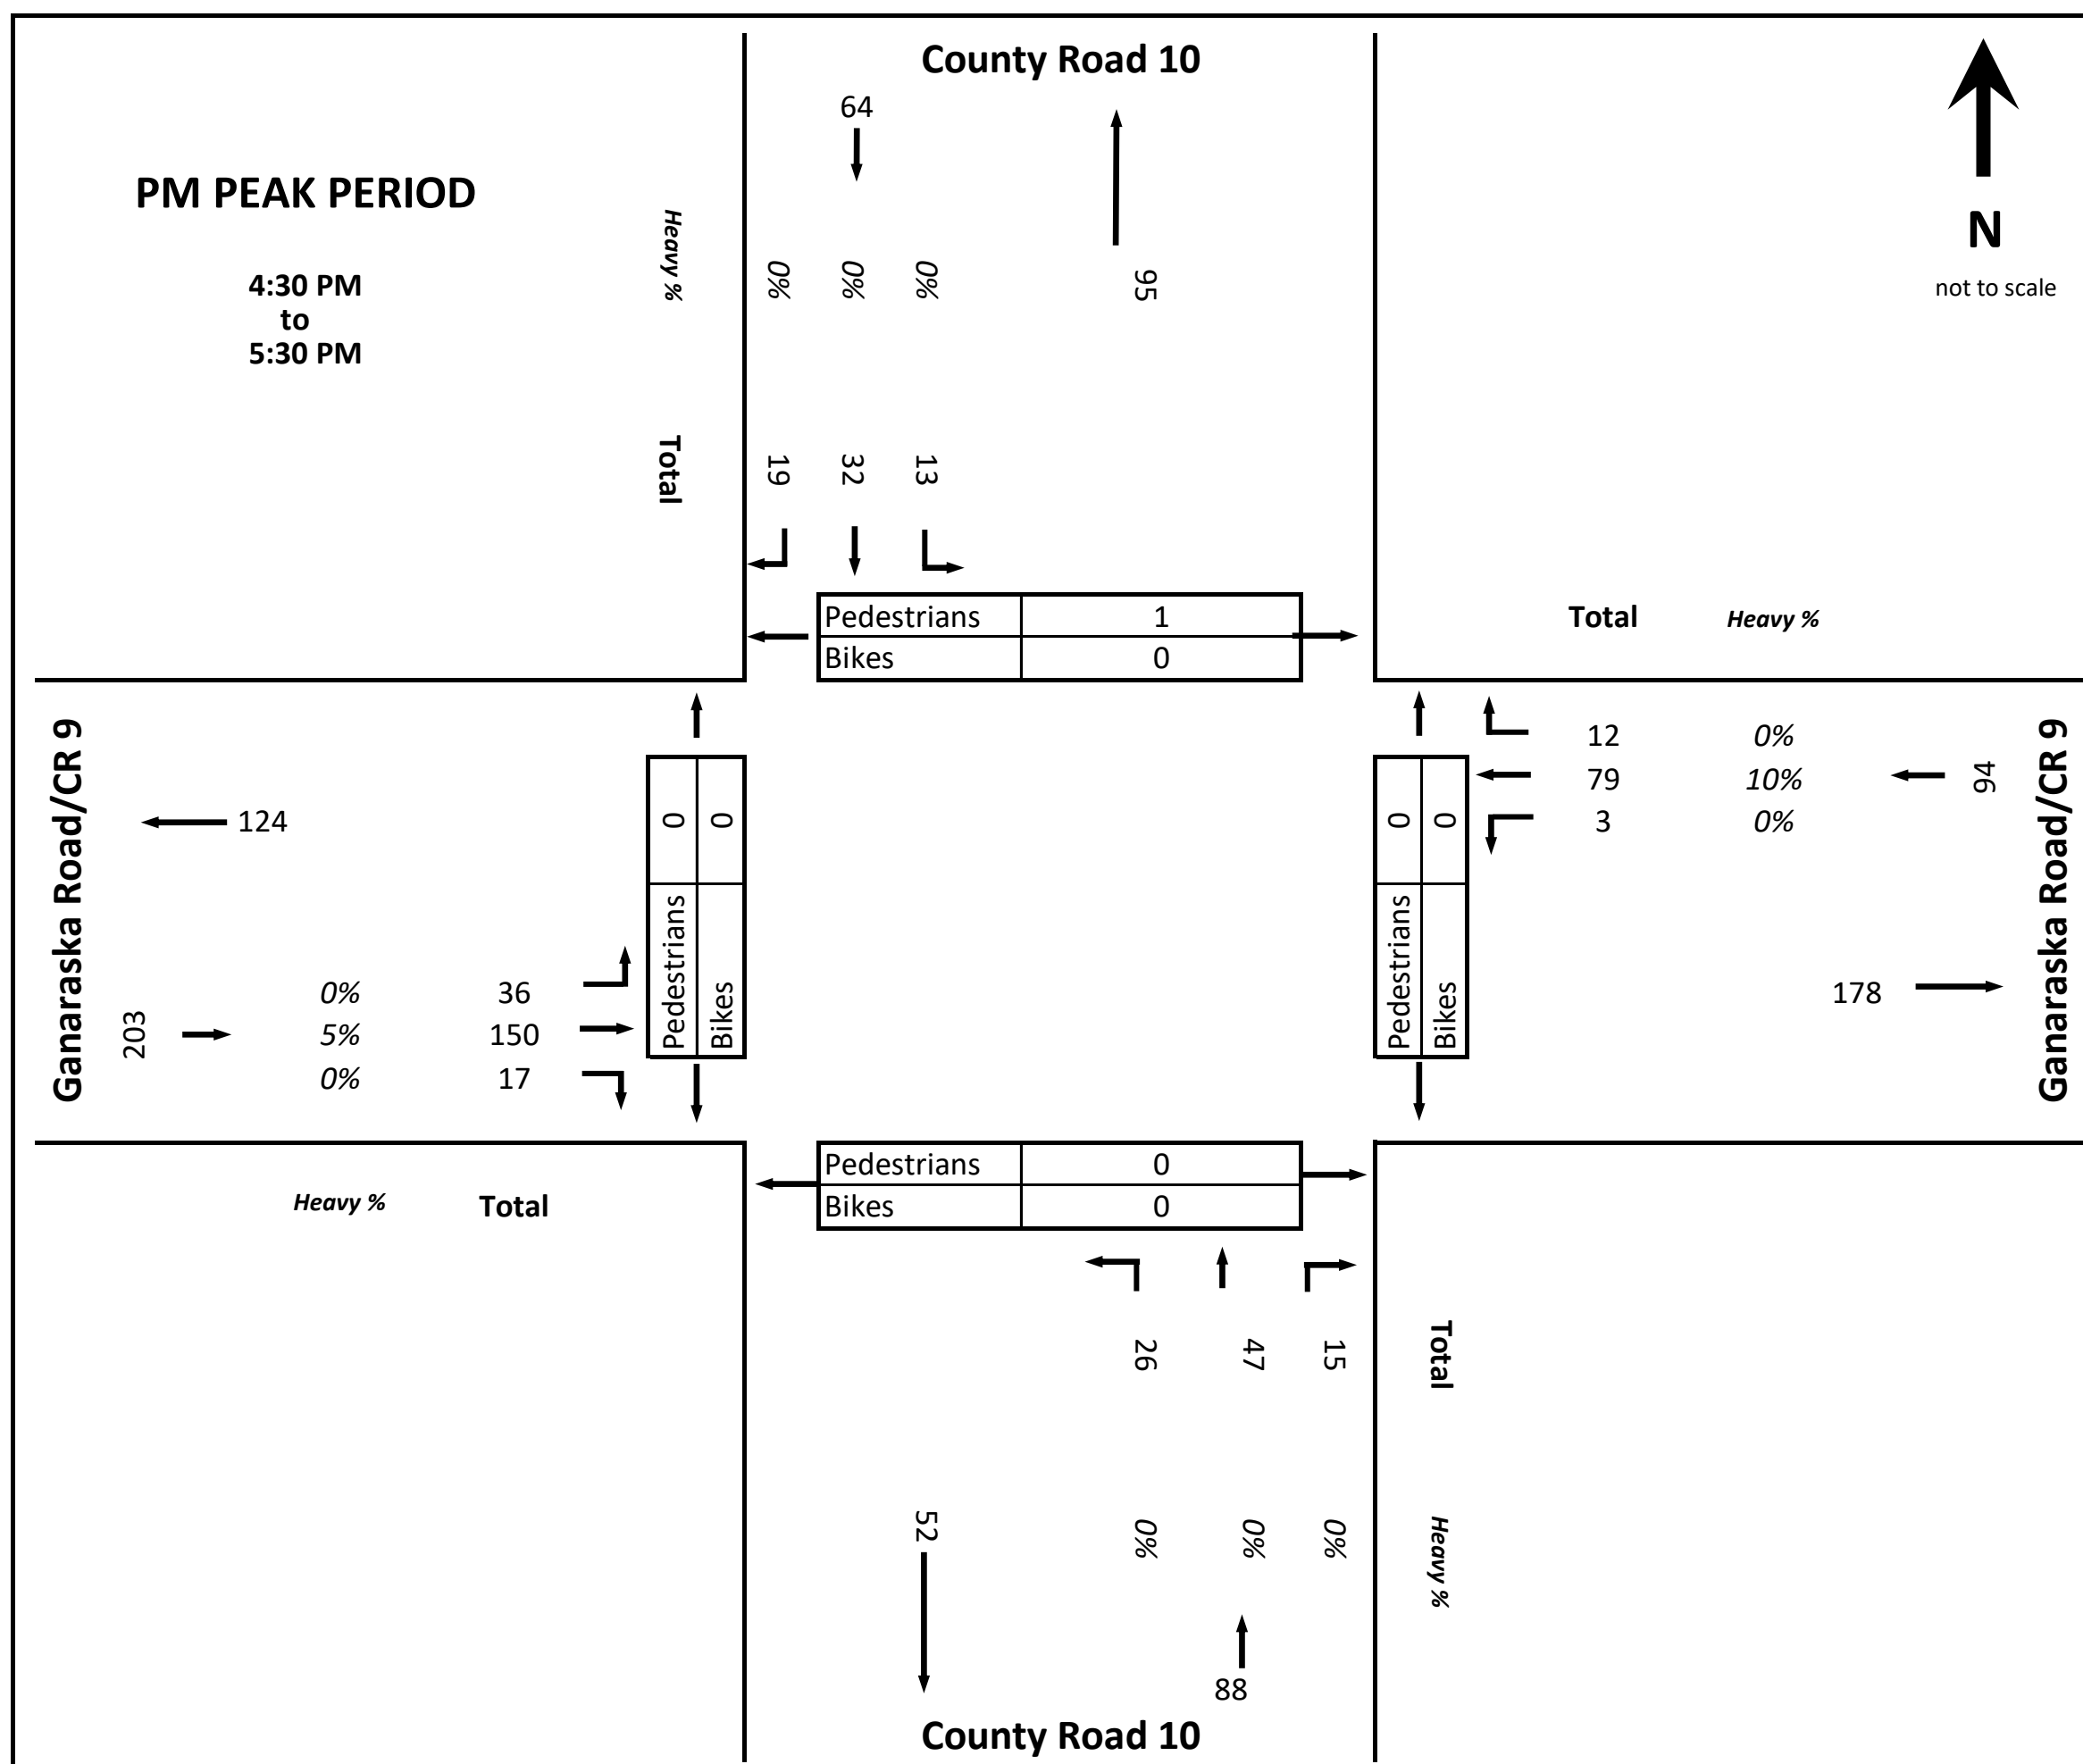 County Road 10
64
PM PEAK PERIOD
4:30 PM
to
5:30 PM
Heavy %
0%
0%
0%
95
N
not to scale
Total
19
32
13
Pedestrians 1
Bikes 0
Total Heavy %
Ganaraska Road/CR 9
124
203
0% 36
5% 150
0% 17
Pedestrians 0
Bikes 0
Pedestrians 0
Bikes 0
12 0%
79 10%
3 0%
94
178
Ganaraska Road/CR 9
Heavy % Total
Pedestrians 0
Bikes 0
26
47
15
Total
52
0%
0%
0%
Heavy %
88
County Road 10